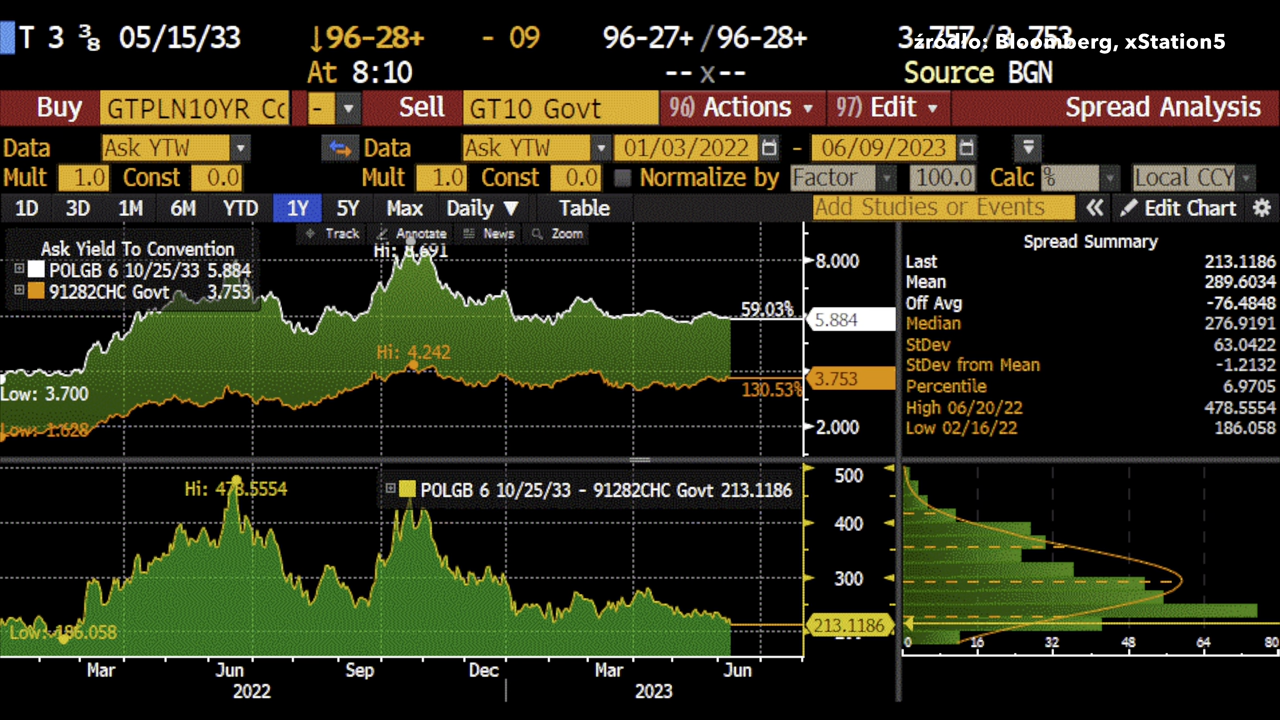 T 3 ⅜ 05/15/33 ↓96-28+ - 09 96-27+ / 96-28+ 3.757 / 3.753
źródło: Bloomberg, xStation5
At 8:10 -- x -- Source BGN
Buy GTPLN10YR Cc - Sell GT10 Govt 96) Actions 97) Edit Spread Analysis
Data Ask YTW Data Ask YTW 01/03/2022 - 06/09/2023
Mult 1.0 Const 0.0 Mult 1.0 Const 0.0 Normalize by Factor 100.0 Calc % Local CCY
1D 3D 1M 6M YTD 1Y 5Y Max Daily ▼ Table Add Studies or Events « Edit Chart
Track Annotate News Zoom
Ask Yield To Convention
POLGB 6 10/25/33 5.884
91282CHC Govt 3.753
Hi: 8.691
8.000
59.03%
5.884
Hi: 4.242
3.753
130.53%
Low: 3.700
Low: 1.628
2.000
Spread Summary
Last 213.1186
Mean 289.6034
Off Avg -76.4848
Median 276.9191
StDev 63.0422
StDev from Mean -1.2132
Percentile 6.9705
High 06/20/22 478.5554
Low 02/16/22 186.058
Hi: 478.5554
POLGB 6 10/25/33 - 91282CHC Govt 213.1186
500
400
300
213.1186
Low: 186.058
0 16 32 48 64 80
Mar Jun Sep Dec Mar Jun
2022 2023